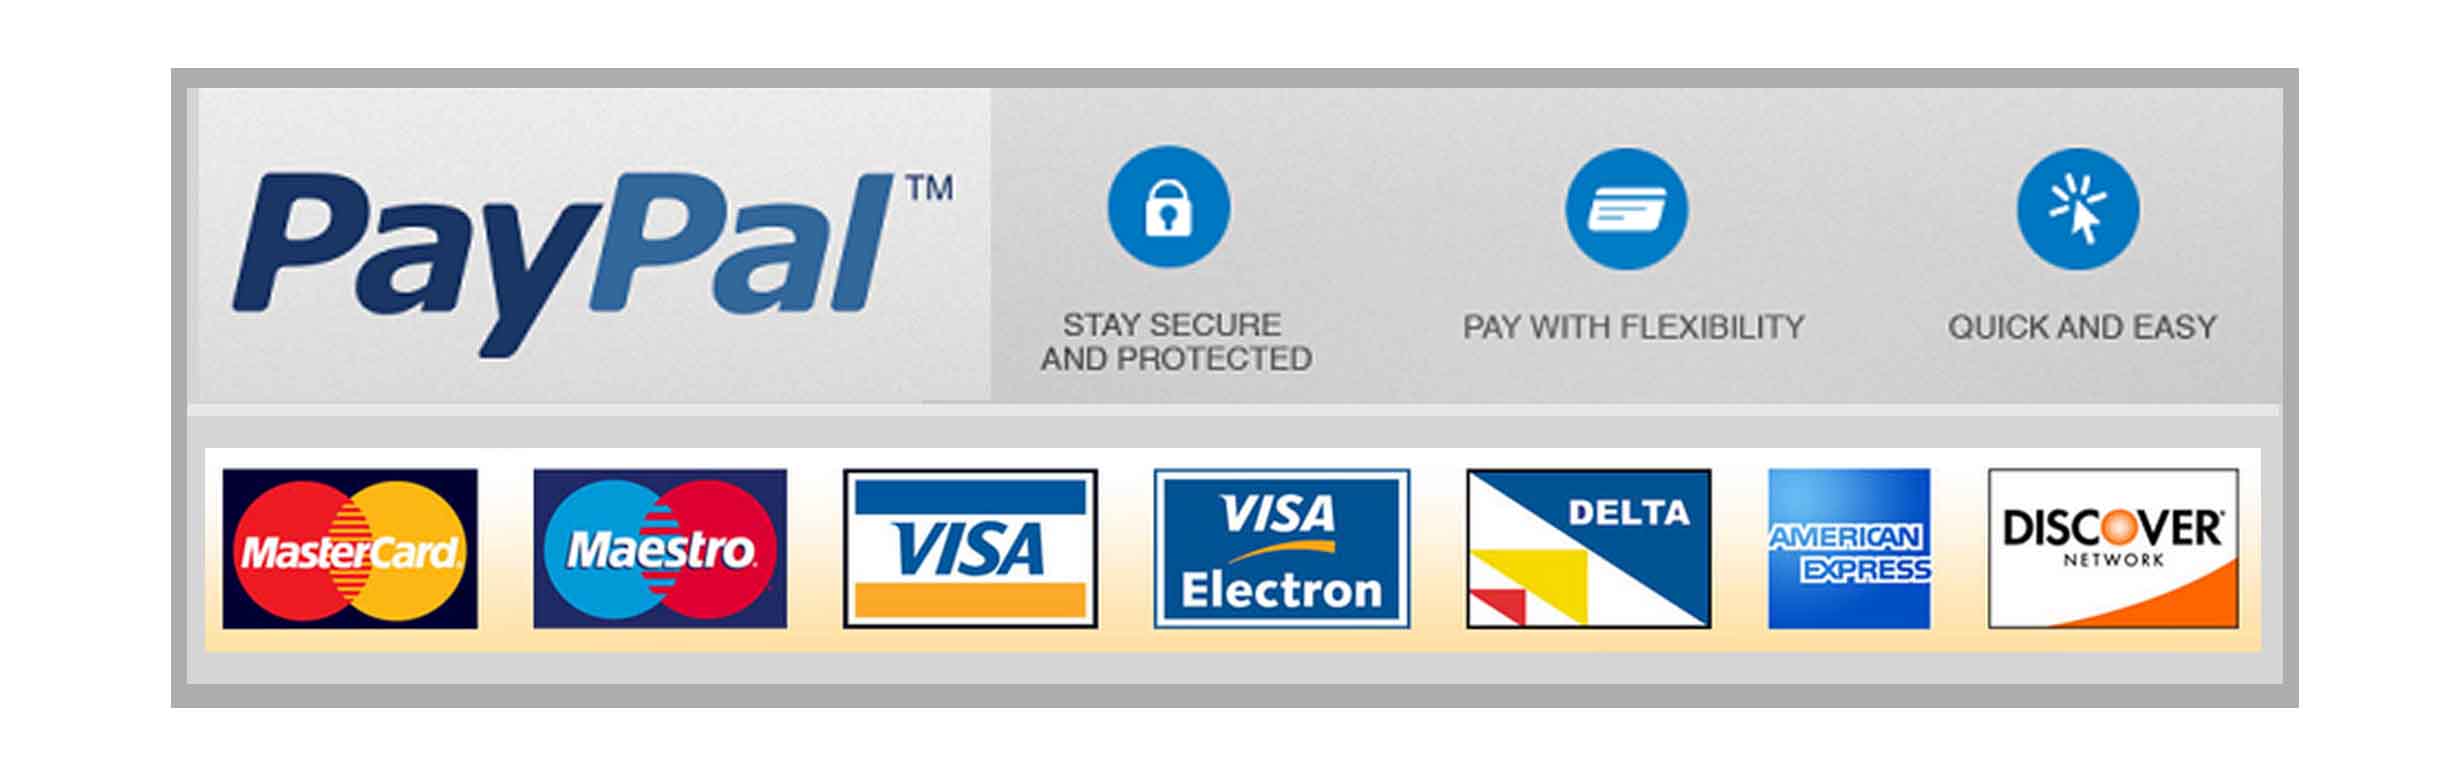 PayPal™
STAY SECURE
AND PROTECTED
PAY WITH FLEXIBILITY
QUICK AND EASY
MasterCard®
Maestro®
VISA
VISA
Electron
DELTA
AMERICAN
EXPRESS
DISCOVER®
NETWORK